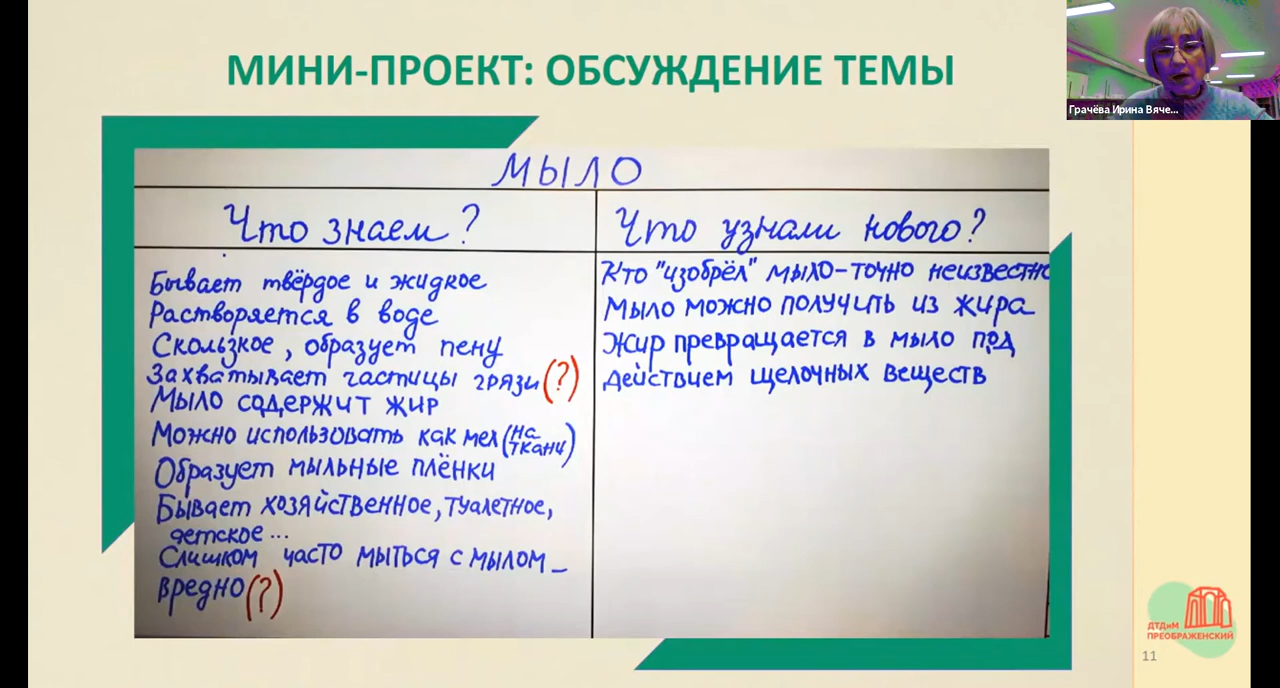 МИНИ-ПРОЕКТ: ОБСУЖДЕНИЕ ТЕМЫ
Грачёва Ирина Вяче...
МЫЛО
Что знаем?
Бывает твёрдое и жидкое
Растворяется в воде
Скользкое, образует пену
Захватывает частицы грязи (?)
Мыло содержит жир
Можно использовать как мел (на
ткани)
Образует мыльные плёнки
Бывает хозяйственное, туалетное,
детское...
Слишком часто мыться с мылом –
вредно (?)
Что узнали нового?
Кто "изобрёл" мыло - точно неизвестно
Мыло можно получить из жира
Жир превращается в мыло под
действием щелочных веществ
ДТДиМ
ПРЕОБРАЖЕНСКИЙ
11